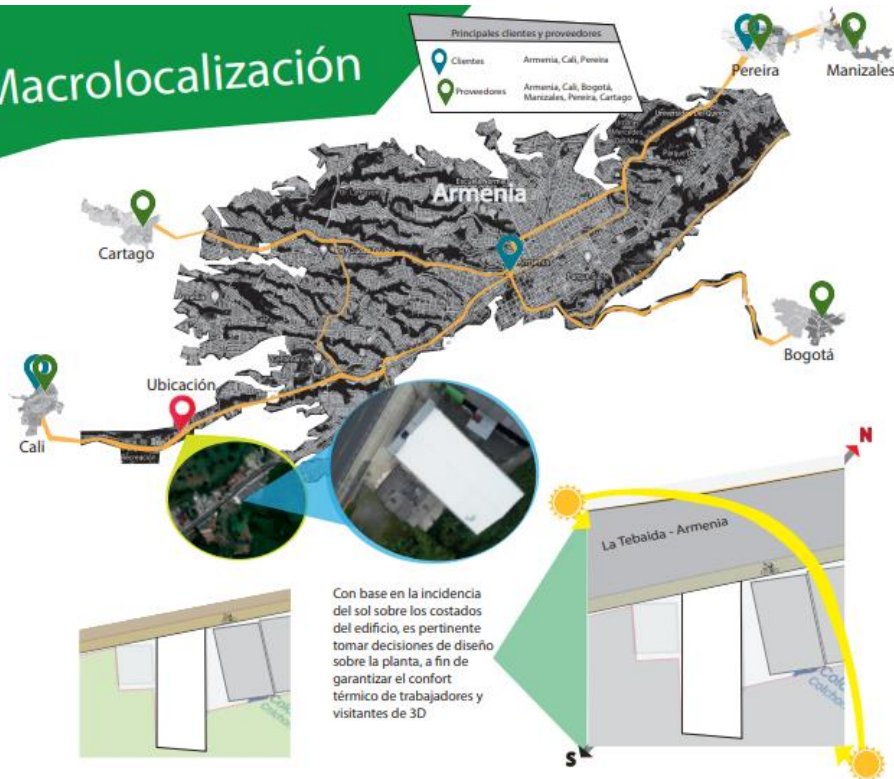 Macrolocalización
Principales clientes y proveedores
Clientes Armenia, Cali, Pereira
Proveedores Armenia, Cali, Bogotá,
Manizales, Pereira, Cartago
Pereira
Manizales
Armenia
Cartago
Bogotá
Ubicación
Cali
N
La Tebaida - Armenia
Con base en la incidencia
del sol sobre los costados
del edificio, es pertinente
tomar decisiones de diseño
sobre la planta, a fin de
garantizar el confort
térmico de trabajadores y
visitantes de 3D
S